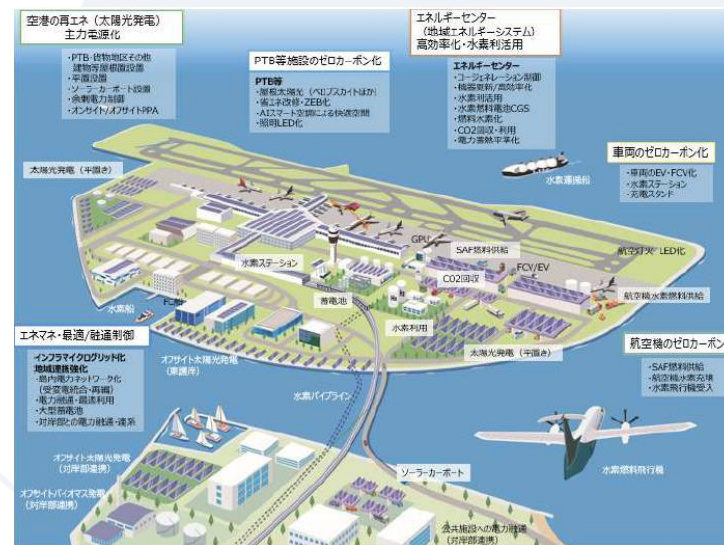 空港の再エネ（太陽光発電）
主力電源化
・PTB・貨物地区その他
建物等屋根置設置
・平置設置
・ソーラーカーポート設置
・余剰電力制御
・オンサイト/オフサイトPPA
PTB等施設のゼロカーボン化
PTB等
・屋根太陽光（ペロブスカイトほか）
・省エネ改修・ZEB化
・AIスマート空調による快適空間
・照明LED化
エネルギーセンター
（地域エネルギーシステム）
高効率化・水素利活用
エネルギーセンター
・コージェネレーション制御
・機器更新/高効率化
・水素利活用
・水素燃料電池CGS
・燃料水素化
・CO2回収・利用
・電力蓄熱平準化
車両のゼロカーボン化
・車両のEV・FCV化
・水素ステーション
・充電スタンド
太陽光発電（平置き）
水素運搬船
GPU
SAF燃料供給
航空灯火 LED化
水素ステーション
CO2回収
FCV/EV
蓄電池
航空機水素燃料供給
水素船
FC船
水素利用
太陽光発電（平置き）
エネマネ・最適/融通制御
インフラマイクログリッド化
地域連携強化
・島内電力ネットワーク化
（受変電統合・再編）
・電力融通・最適利用
・大型蓄電池
・対岸部との電力融通・連系
オフサイト太陽光発電
（東護岸）
水素パイプライン
航空機のゼロカーボン
・SAF燃料供給
・航空機水素充填
・水素飛行機受入
オフサイト太陽光発電
（対岸部連携）
オフサイトバイオマス発電
（対岸部連携）
ソーラーカーポート
水素燃料飛行機
公共施設への電力融通
（対岸部連携）